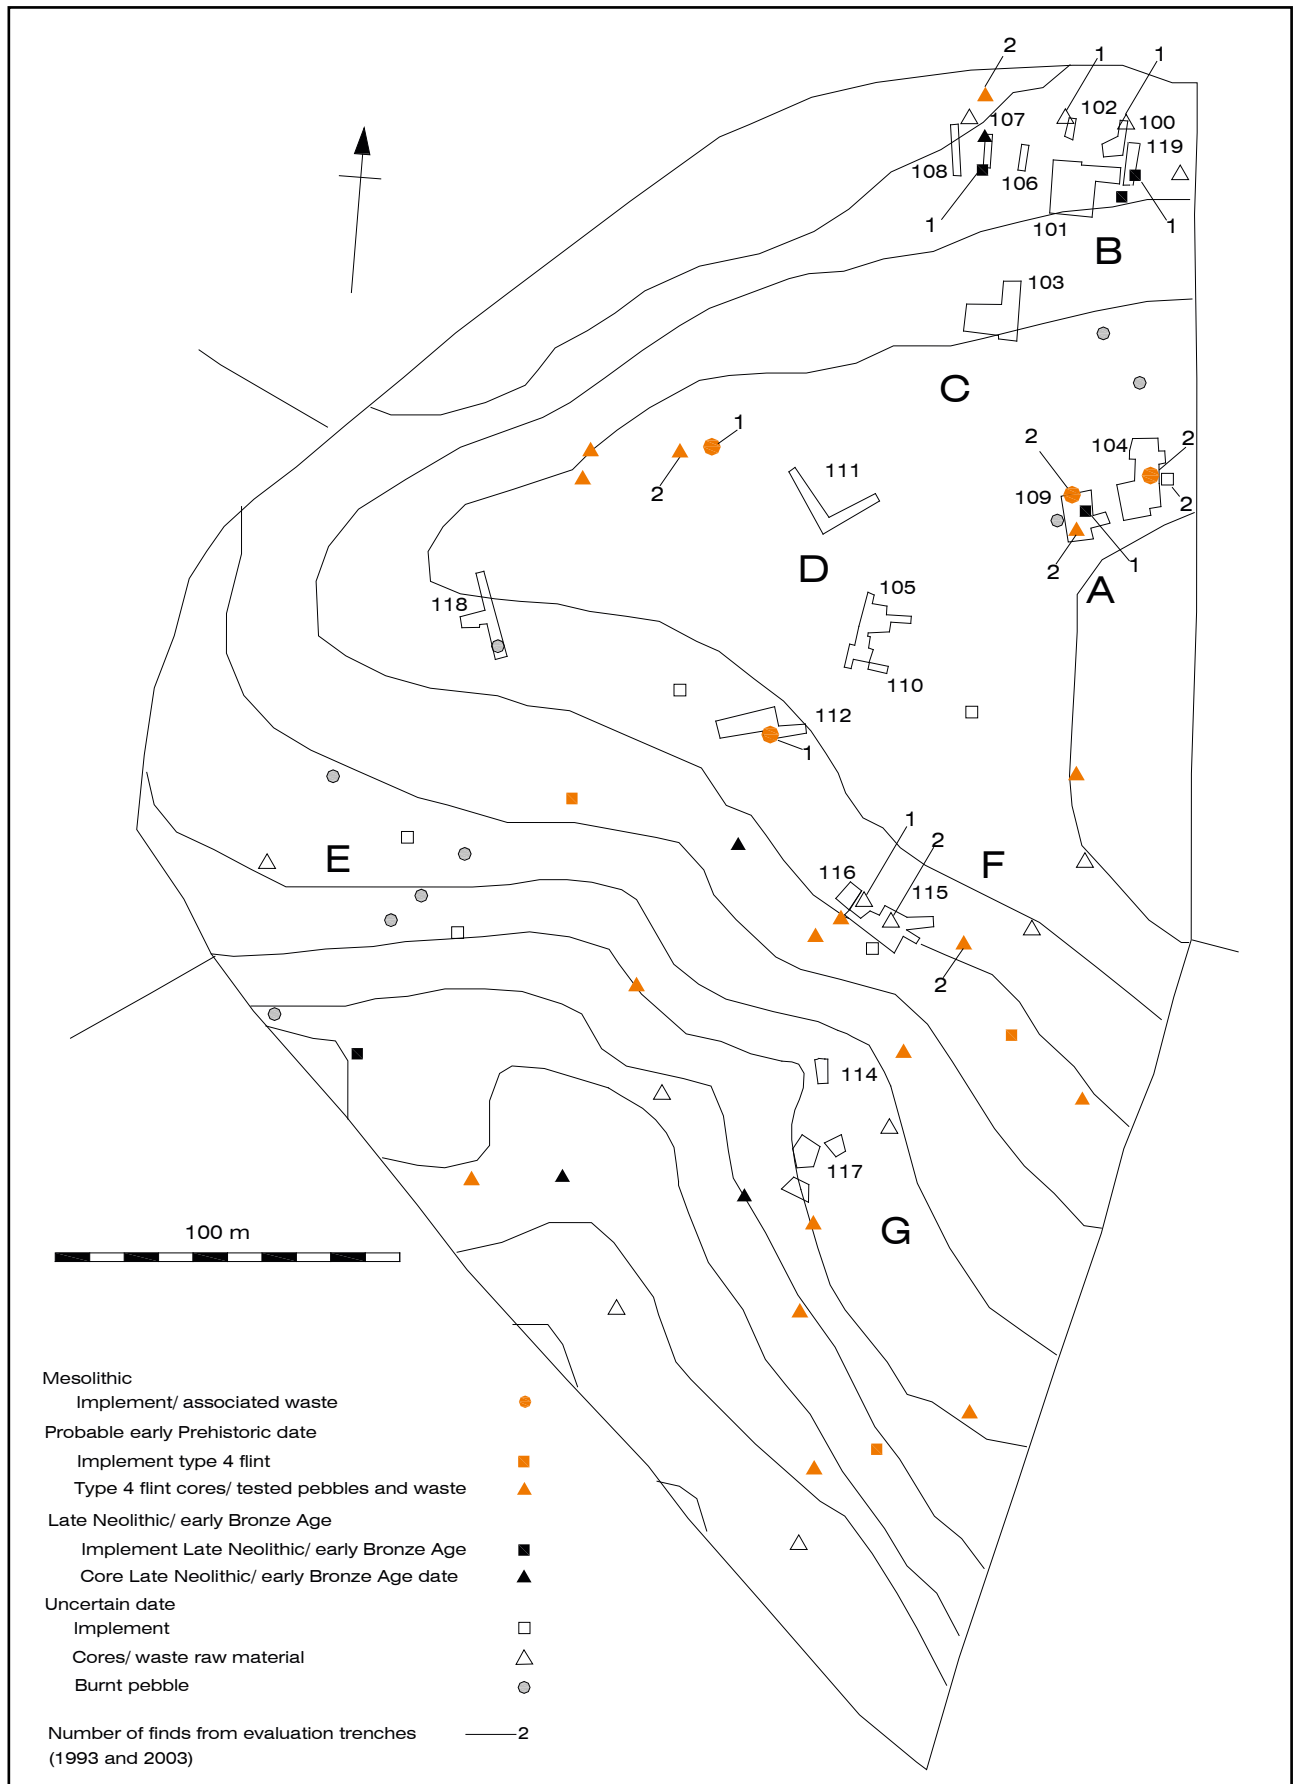 2
1
1
102
107
100
119
108
106
1
101
1
B
103
C
1
2
104
2
111
2
109
2
2
1
D
A
105
118
110
112
1
1
2
E
116
F
115
2
114
117
100 m
G
Mesolithic
Implement/ associated waste
Probable early Prehistoric date
Implement type 4 flint
Type 4 flint cores/ tested pebbles and waste
Late Neolithic/ early Bronze Age
Implement Late Neolithic/ early Bronze Age
Core Late Neolithic/ early Bronze Age date
Uncertain date
Implement
Cores/ waste raw material
Burnt pebble
Number of finds from evaluation trenches 2
(1993 and 2003)